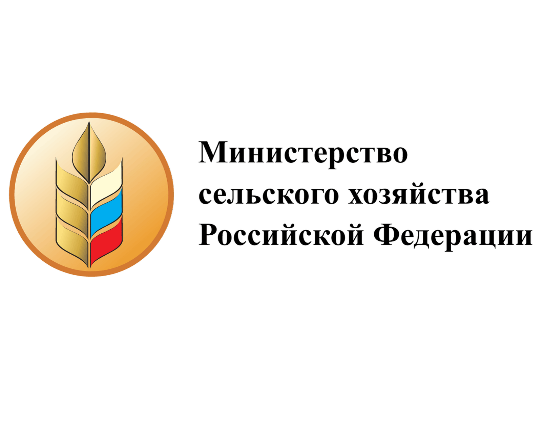 Министерство
сельского хозяйства
Российской Федерации